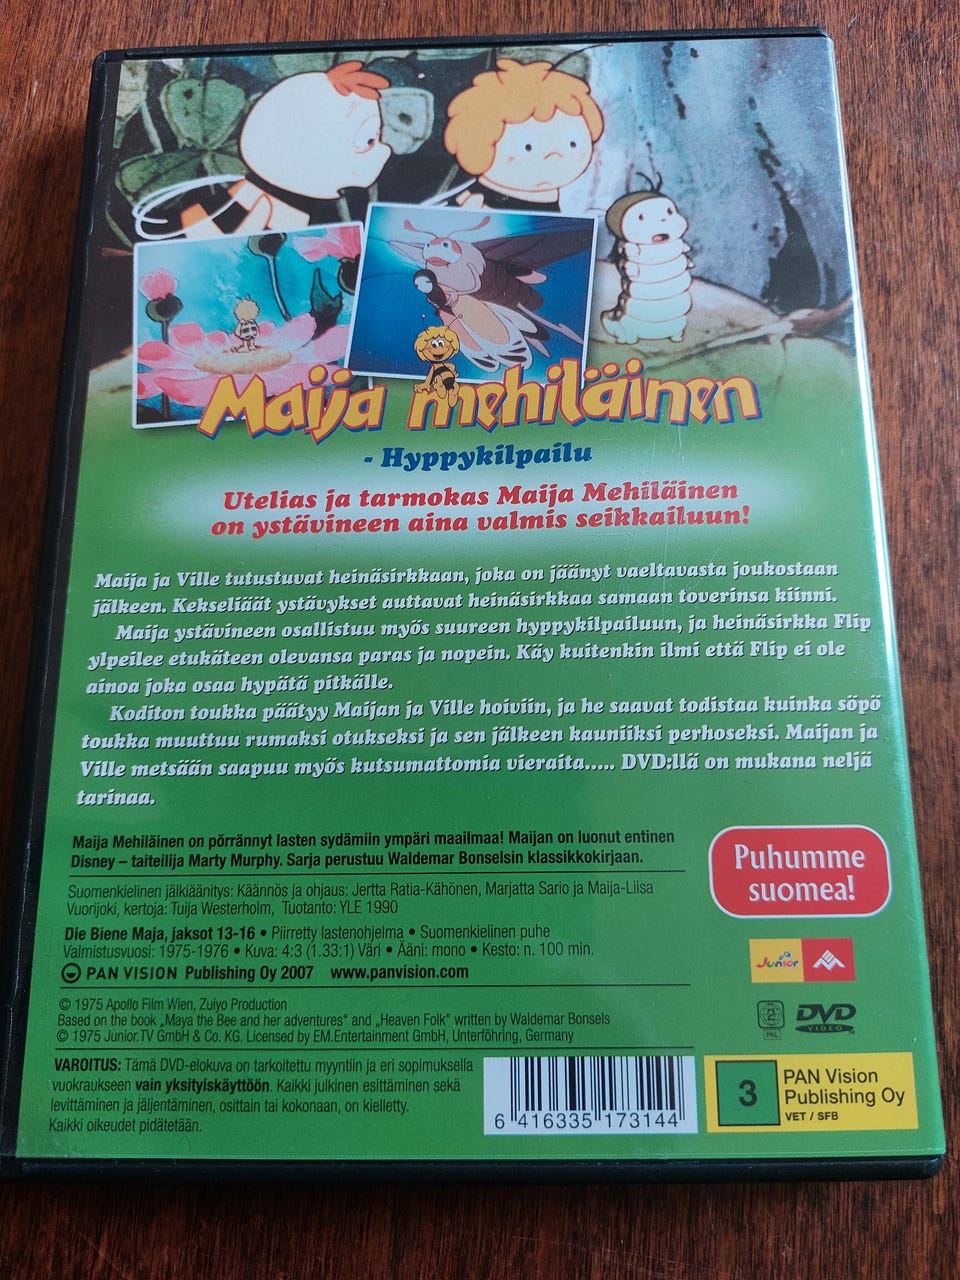 Maija mehiläinen
- Hyppykilpailu
Utelias ja tarmokas Maija Mehiläinen
on ystävineen aina valmis seikkailuun!
Maija ja Ville tutustuvat heinäsirkkaan, joka on jäänyt vaeltavasta joukostaan
jälkeen. Kekseliäät ystävykset auttavat heinäsirkkaa samaan toverinsa kiinni.
Maija ystävineen osallistuu myös suureen hyppykilpailuun, ja heinäsirkka Flip
ylpeilee etukäteen olevansa paras ja nopein. Käy kuitenkin ilmi että Flip ei ole
ainoa joka osaa hypätä pitkälle.
Koditon toukka päätyy Maijan ja Ville hoiviin, ja he saavat todistaa kuinka söpö
toukka muuttuu rumaksi otukseksi ja sen jälkeen kauniiksi perhoseksi. Maijan ja
Ville metsään saapuu myös kutsumattomia vieraita..... DVD:llä on mukana neljä
tarinaa.
Maija Mehiläinen on pörrännyt lasten sydämiin ympäri maailmaa! Maijan on luonut entinen
Disney – taiteilija Marty Murphy. Sarja perustuu Waldemar Bonselsin klassikkokirjaan.
Puhumme
suomea!
Suomenkielinen jälkiäänitys: Käännös ja ohjaus: Jertta Ratia-Kähönen, Marjatta Sario ja Maija-Liisa
Vuorijoki, kertoja: Tuija Westerholm, Tuotanto: YLE 1990
Die Biene Maja, jaksot 13-16 • Piirretty lastenohjelma • Suomenkielinen puhe
Valmistusvuosi: 1975-1976 • Kuva: 4:3 (1.33:1) Väri • Ääni: mono • Kesto: n. 100 min.
PAN VISION Publishing Oy 2007 www.panvision.com
Junior
© 1975 Apollo Film Wien, Zuiyo Production
Based on the book „Maya the Bee and her adventures" and „Heaven Folk" written by Waldemar Bonsels
© 1975 Junior.TV GmbH & Co. KG. Licensed by EM.Entertainment GmbH, Unterföhring, Germany
2
PAL
DVD
VIDEO
VAROITUS: Tämä DVD-elokuva on tarkoitettu myyntiin ja eri sopimuksella
vuokraukseen vain yksityiskäyttöön. Kaikki julkinen esittäminen sekä
levittäminen ja jäljentäminen, osittain tai kokonaan, on kielletty.
Kaikki oikeudet pidätetään.
6 416335 173144
3
PAN Vision
Publishing Oy
VET / SFB